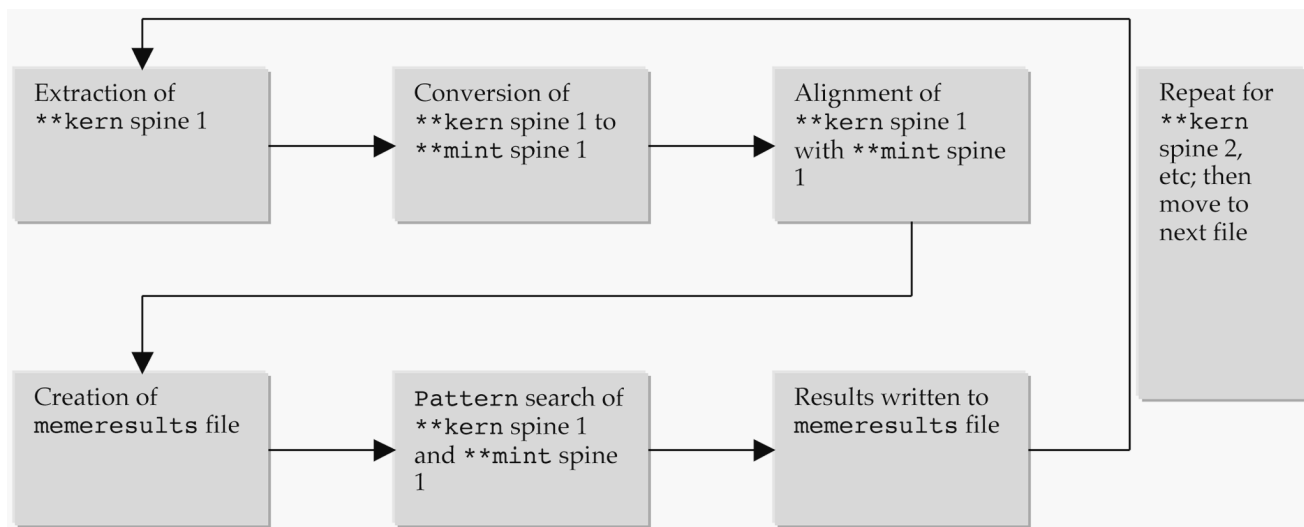 Extraction of
**kern spine 1
Conversion of
**kern spine 1 to
**mint spine 1
Alignment of
**kern spine 1
with **mint spine
1
Repeat for
**kern
spine 2,
etc; then
move to
next file
Creation of
memeresults file
Pattern search of
**kern spine 1
and **mint spine
1
Results written to
memeresults file